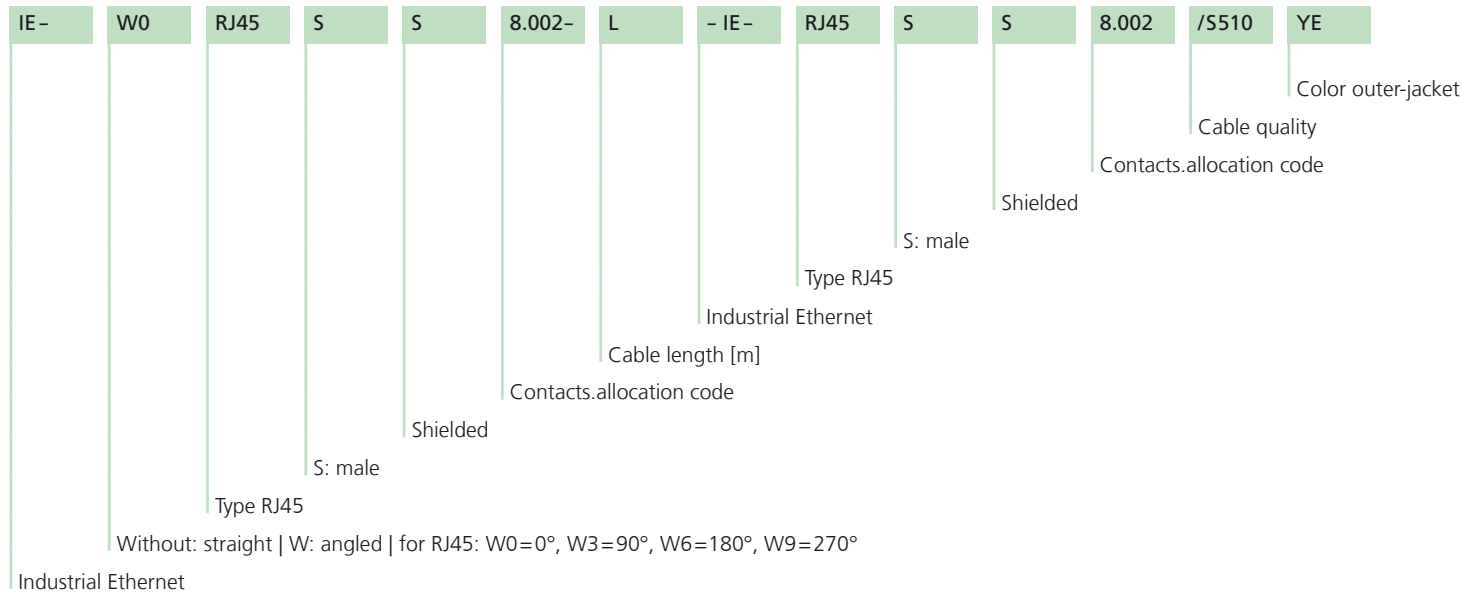 IE– W0 RJ45 S S 8.002– L – IE– RJ45 S S 8.002 /S510 YE
Color outer-jacket
Cable quality
Contacts.allocation code
Shielded
S: male
Type RJ45
Industrial Ethernet
Cable length [m]
Contacts.allocation code
Shielded
S: male
Type RJ45
Without: straight | W: angled | for RJ45: W0=0°, W3=90°, W6=180°, W9=270°
Industrial Ethernet